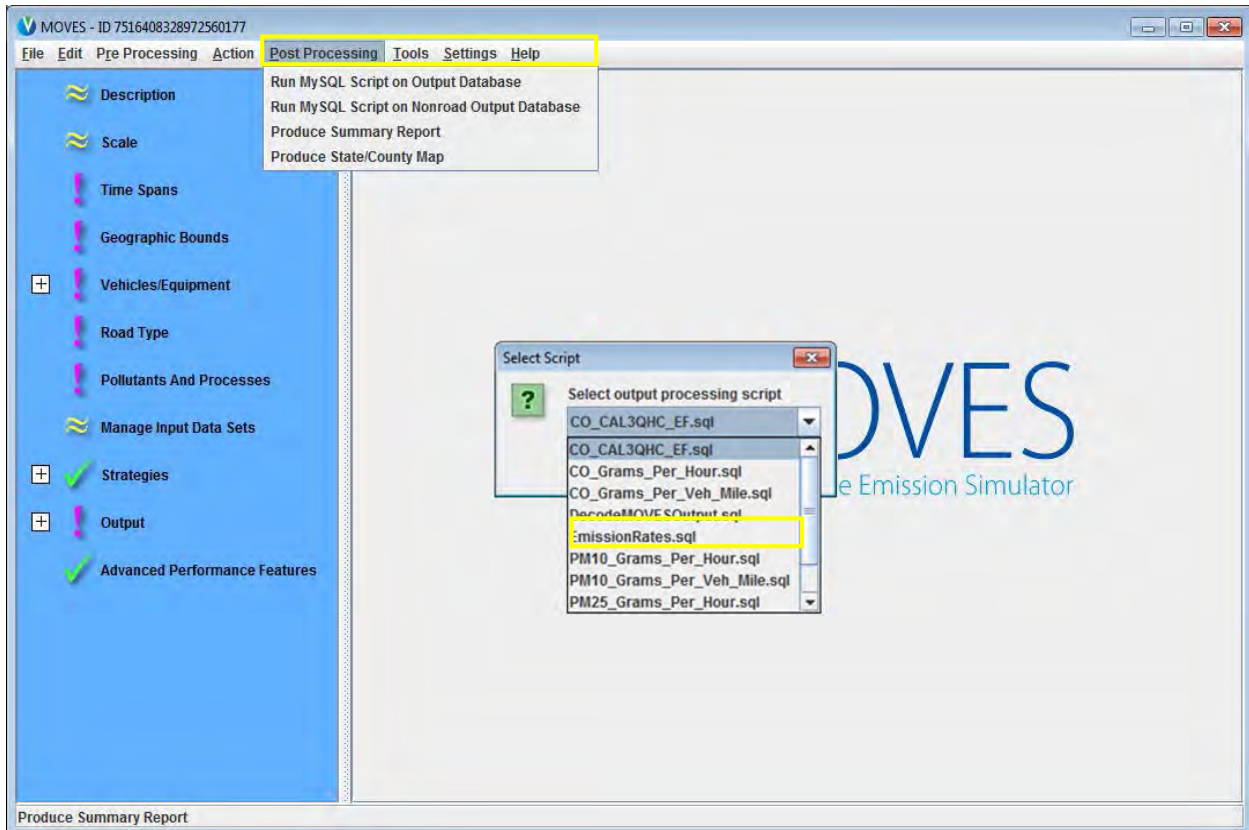 MOVES - ID 7516408328972560177
File Edit Pre Processing Action Post Processing Tools Settings Help
Run MySQL Script on Output Database
Run MySQL Script on Nonroad Output Database
Produce Summary Report
Produce State/County Map
Description
Scale
Time Spans
Geographic Bounds
Vehicles/Equipment
Road Type
Pollutants And Processes
Manage Input Data Sets
Strategies
Output
Advanced Performance Features
Select Script
Select output processing script
CO_CAL3QHC_EF.sql
CO_CAL3QHC_EF.sql
CO_Grams_Per_Hour.sql
CO_Grams_Per_Veh_Mile.sql
DecodeMOVESOutput.sql
EmissionRates.sql
PM10_Grams_Per_Hour.sql
PM10_Grams_Per_Veh_Mile.sql
PM25_Grams_Per_Hour.sql
OVES
e Emission Simulator
Produce Summary Report